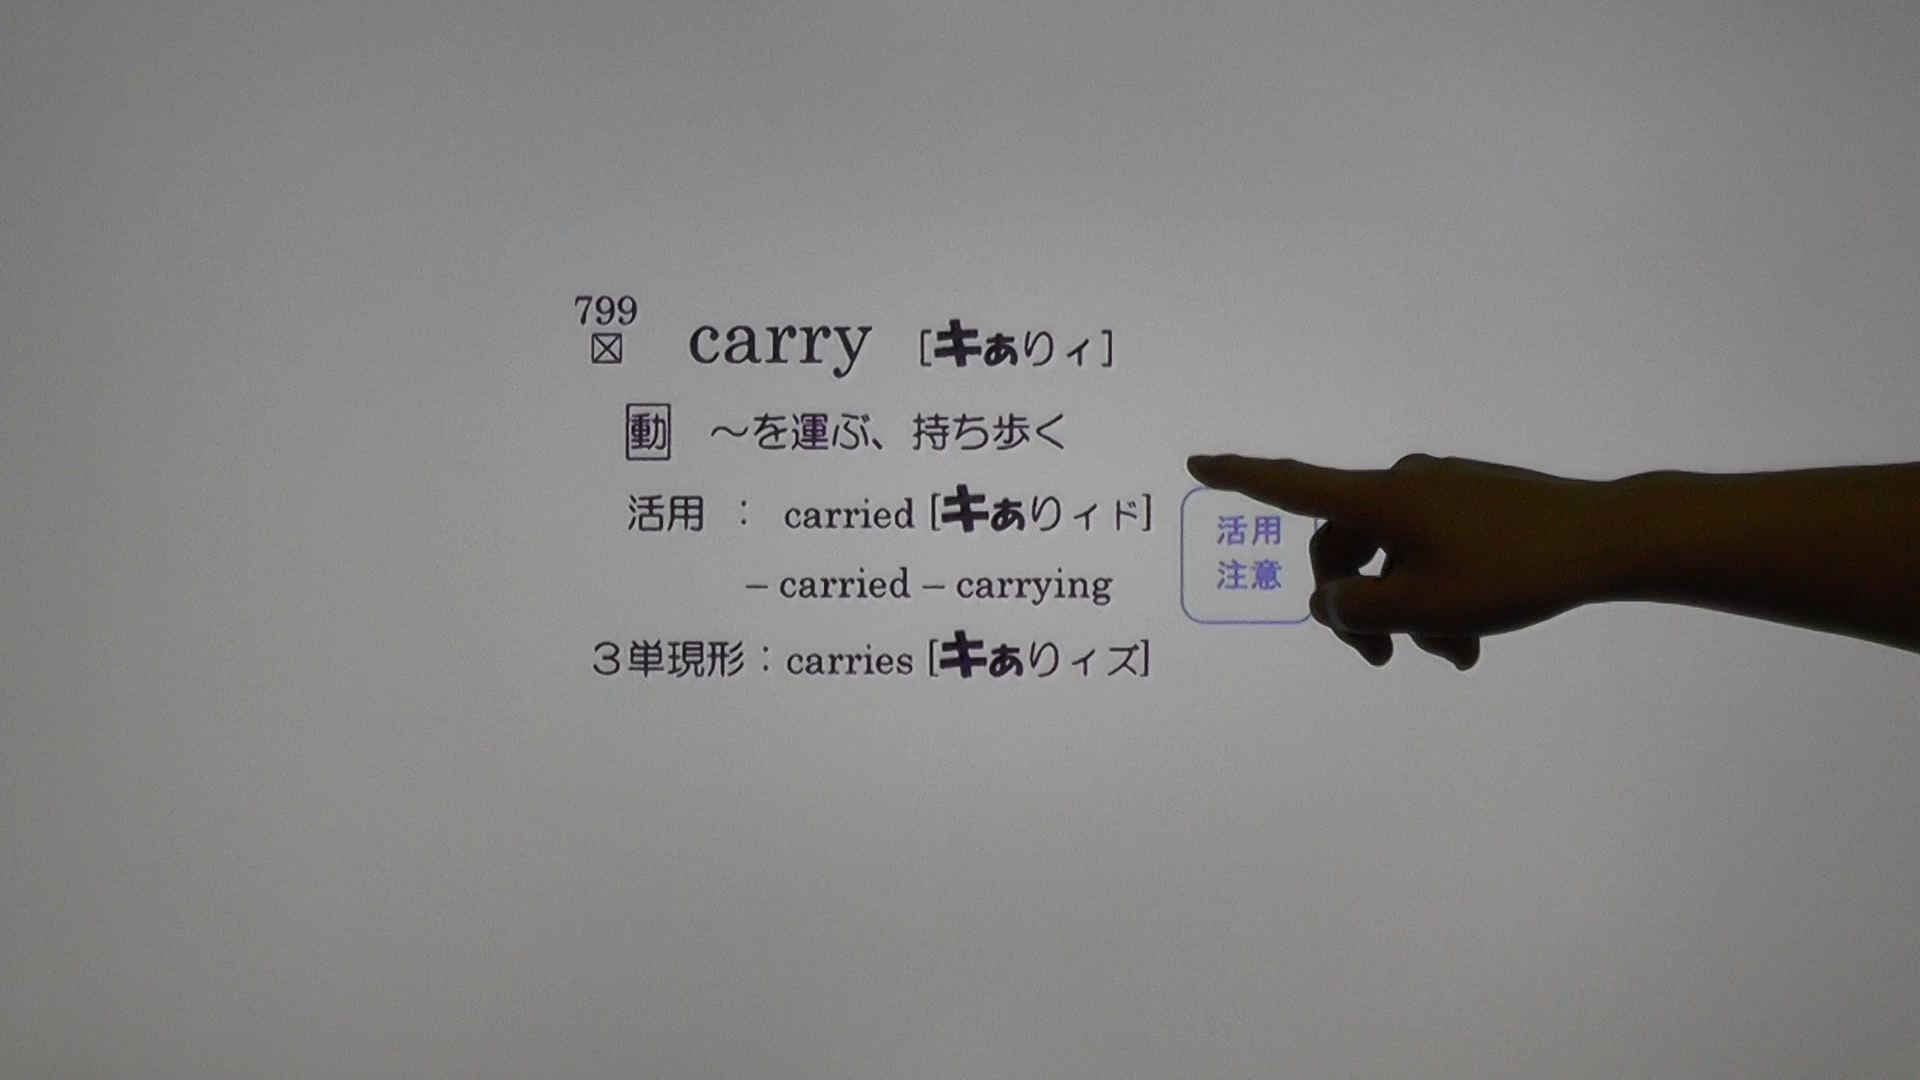 799
☒ carry [キぁりィ]
動 ～を運ぶ、持ち歩く
活用 : carried [キぁりィド]
– carried – carrying
活用
注意
3単現形 : carries [キぁりィズ]